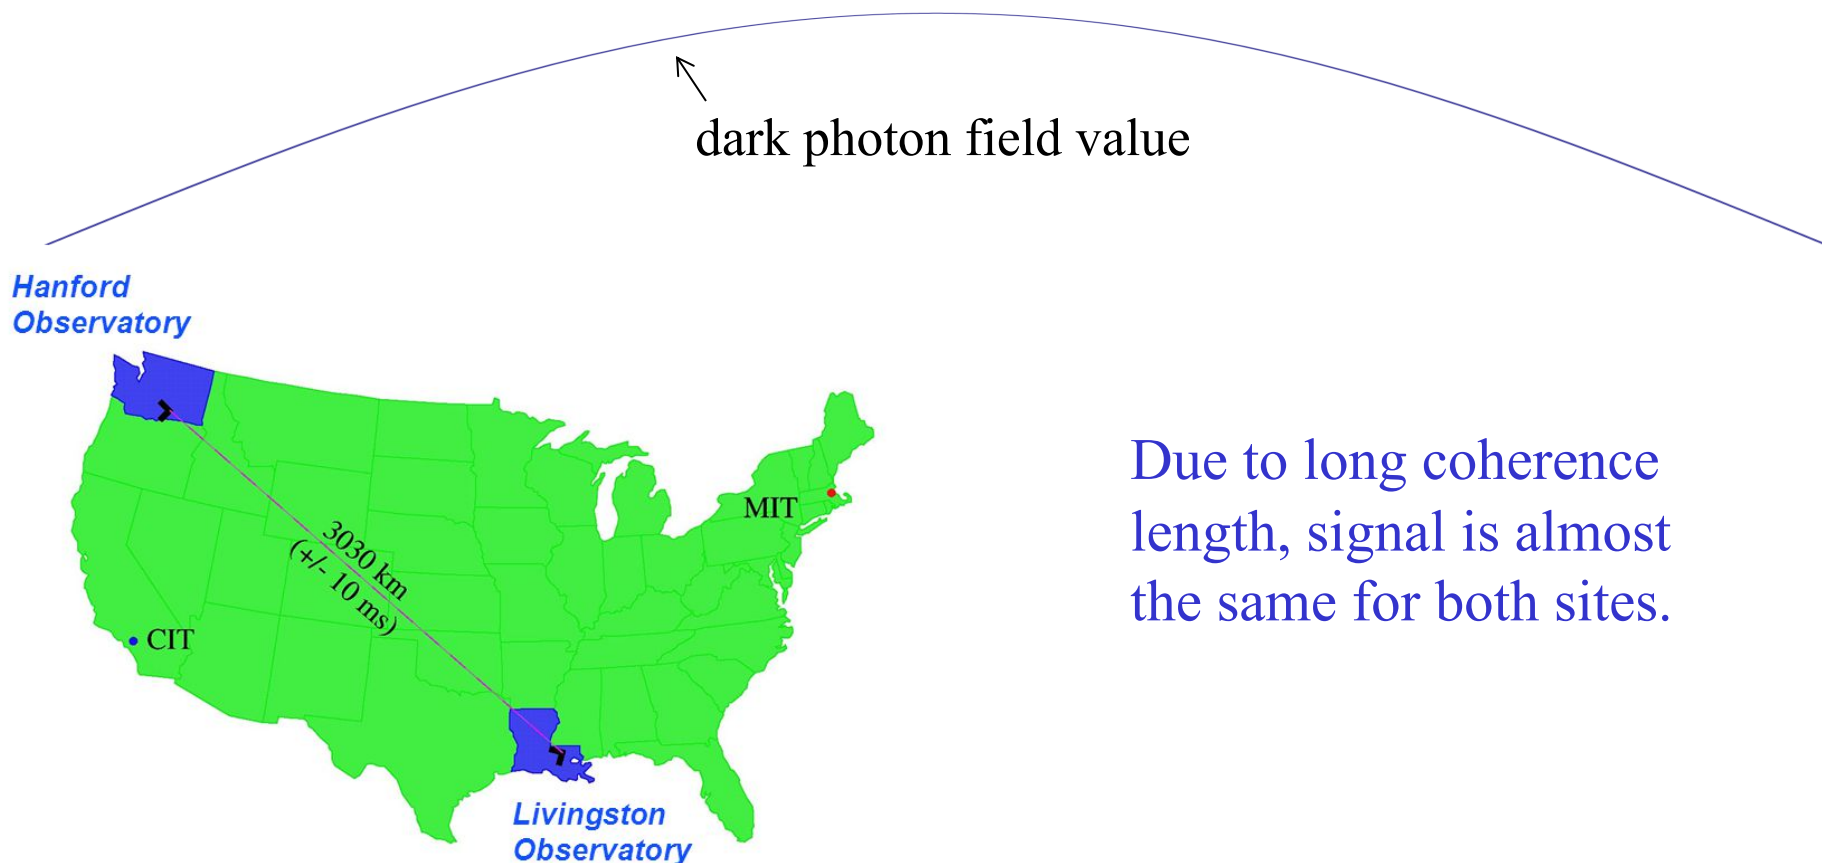 dark photon field value
Hanford
Observatory
MIT
3030 km
(+/- 10 ms)
CIT
Livingston
Observatory
Due to long coherence
length, signal is almost
the same for both sites.